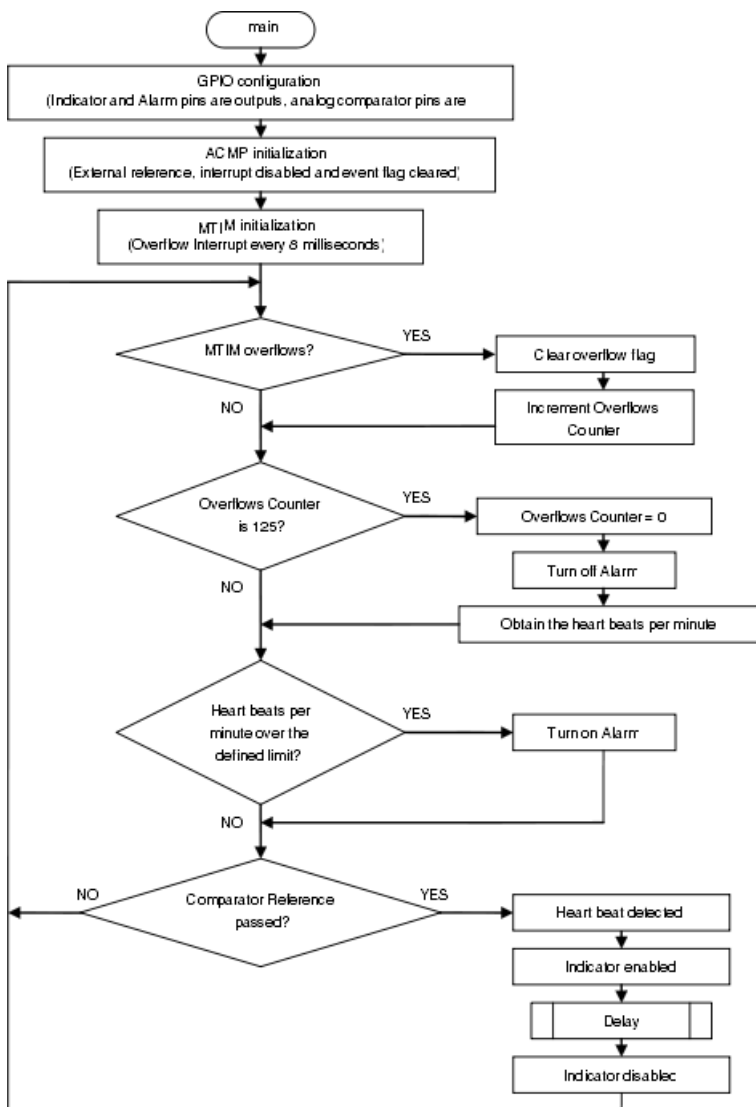 main
GPIO configuration
(Indicator and Alarm pins are outputs, analog comparator pins are
ACMP initialization
(External reference, interrupt disabled and event flag cleared)
MTIM initialization
(Overflow Interrupt every 8 milliseconds)
MTIM overflows?
YES
Clear overflow flag
NO
Increment Overflows
Counter
Overflows Counter
is 125?
YES
Overflows Counter = 0
Turn off Alarm
NO
Obtain the heart beats per minute
Heart beats per
minute over the
defined limit?
YES
Turn on Alarm
NO
NO
Comparator Reference
passed?
YES
Heart beat detected
Indicator enabled
Delay
Indicator disabled